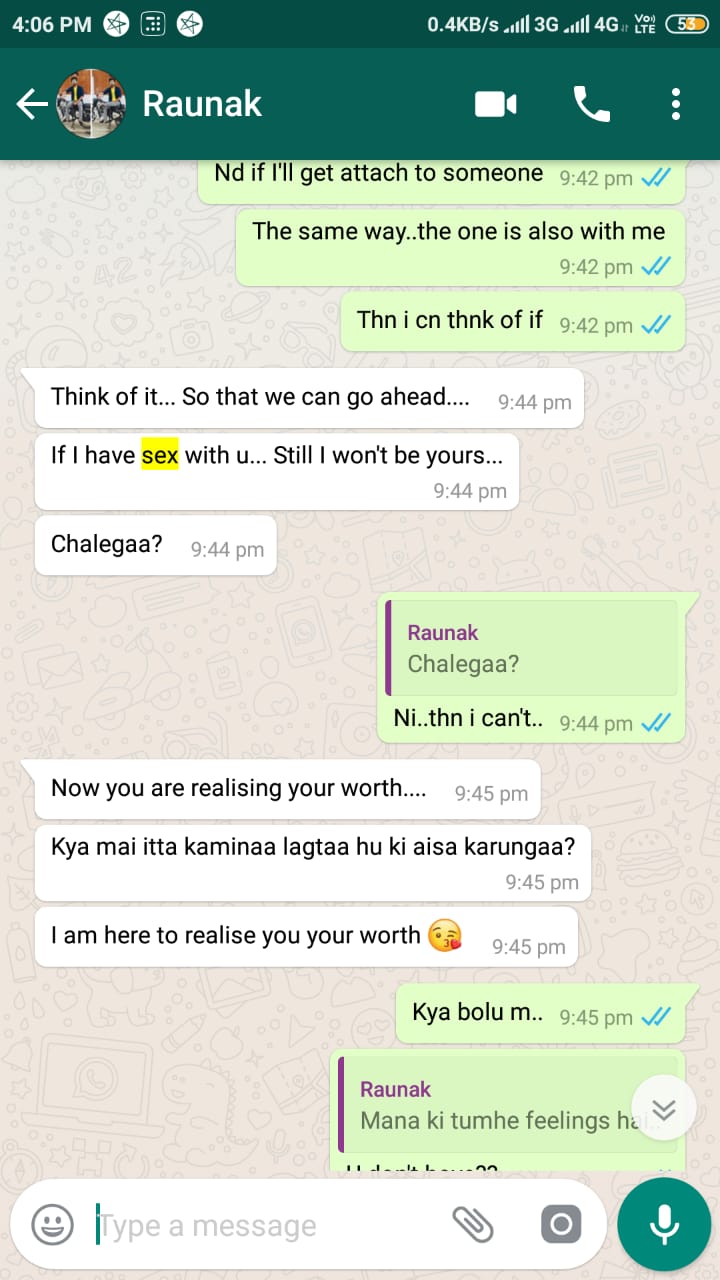 4:06 PM 0.4KB/s 3G 4G Vo)) LTE 53
Raunak
Nd if I'll get attach to someone 9:42 pm
The same way..the one is also with me
9:42 pm
Thn i cn thnk of if 9:42 pm
Think of it... So that we can go ahead.... 9:44 pm
If I have sex with u... Still I won't be yours...
9:44 pm
Chalegaa? 9:44 pm
Raunak
Chalegaa?
Ni..thn i can't.. 9:44 pm
Now you are realising your worth.... 9:45 pm
Kya mai itta kaminaa lagtaa hu ki aisa karungaa?
9:45 pm
I am here to realise you your worth 😘 9:45 pm
Kya bolu m.. 9:45 pm
Raunak
Mana ki tumhe feelings hai..
Type a message